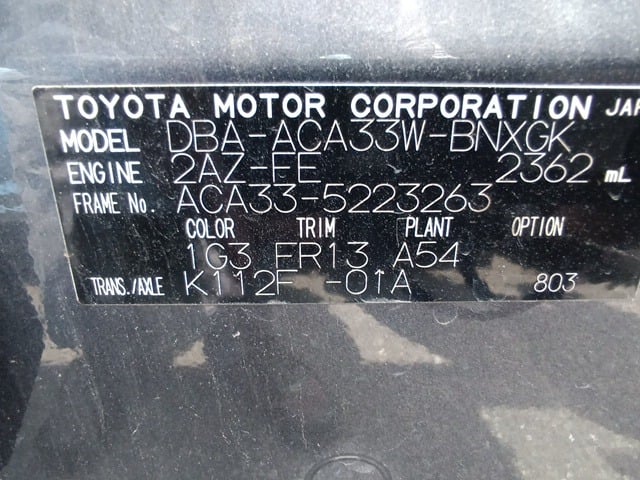 TOYOTA MOTOR CORPORATION JAP
MODEL DBA-ACA33W-BNXGK
ENGINE 2AZ-FE 2362 mL
FRAME No. ACA33-5223263
COLOR TRIM PLANT OPTION
1G3 FR13 A54
TRANS./AXLE K112F -01A 803